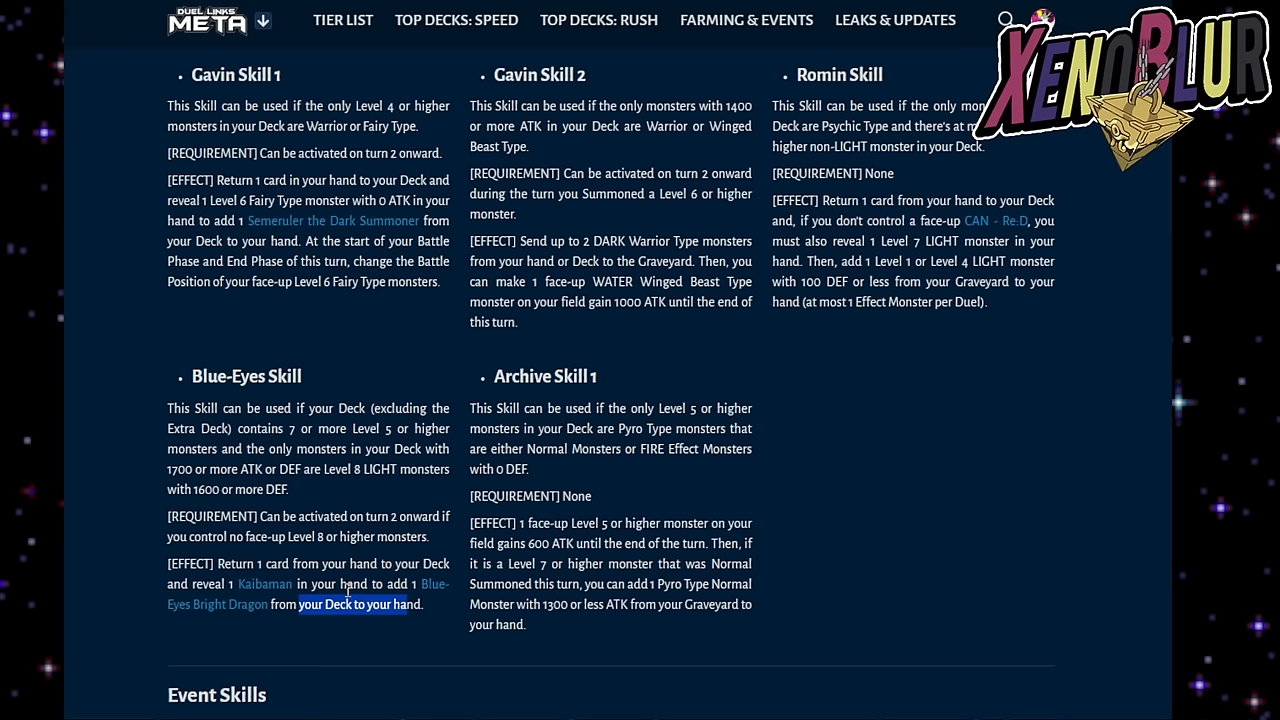 DUEL LINKS
META
TIER LIST
TOP DECKS: SPEED
TOP DECKS: RUSH
FARMING & EVENTS
LEAKS & UPDATES
XENOBLUR
• Gavin Skill 1
This Skill can be used if the only Level 4 or higher
monsters in your Deck are Warrior or Fairy Type.
[REQUIREMENT] Can be activated on turn 2 onward.
[EFFECT] Return 1 card in your hand to your Deck and
reveal 1 Level 6 Fairy Type monster with 0 ATK in your
hand to add 1 Semeruler the Dark Summoner from
your Deck to your hand. At the start of your Battle
Phase and End Phase of this turn, change the Battle
Position of your face-up Level 6 Fairy Type monsters.
• Gavin Skill 2
This Skill can be used if the only monsters with 1400
or more ATK in your Deck are Warrior or Winged
Beast Type.
[REQUIREMENT] Can be activated on turn 2 onward
during the turn you Summoned a Level 6 or higher
monster.
[EFFECT] Send up to 2 DARK Warrior Type monsters
from your hand or Deck to the Graveyard. Then, you
can make 1 face-up WATER Winged Beast Type
monster on your field gain 1000 ATK until the end of
this turn.
• Romin Skill
This Skill can be used if the only mon
Deck are Psychic Type and there's at
higher non-LIGHT monster in your Deck.
[REQUIREMENT] None
[EFFECT] Return 1 card from your hand to your Deck
and, if you don't control a face-up CAN - Re:D, you
must also reveal 1 Level 7 LIGHT monster in your
hand. Then, add 1 Level 1 or Level 4 LIGHT monster
with 100 DEF or less from your Graveyard to your
hand (at most 1 Effect Monster per Duel).
• Blue-Eyes Skill
This Skill can be used if your Deck (excluding the
Extra Deck) contains 7 or more Level 5 or higher
monsters and the only monsters in your Deck with
1700 or more ATK or DEF are Level 8 LIGHT monsters
with 1600 or more DEF.
[REQUIREMENT] Can be activated on turn 2 onward if
you control no face-up Level 8 or higher monsters.
[EFFECT] Return 1 card from your hand to your Deck
and reveal 1 Kaibaman in your hand to add 1 Blue-
Eyes Bright Dragon from your Deck to your hand.
• Archive Skill 1
This Skill can be used if the only Level 5 or higher
monsters in your Deck are Pyro Type monsters that
are either Normal Monsters or FIRE Effect Monsters
with 0 DEF.
[REQUIREMENT] None
[EFFECT] 1 face-up Level 5 or higher monster on your
field gains 600 ATK until the end of the turn. Then, if
it is a Level 7 or higher monster that was Normal
Summoned this turn, you can add 1 Pyro Type Normal
Monster with 1300 or less ATK from your Graveyard to
your hand.
Event Skills